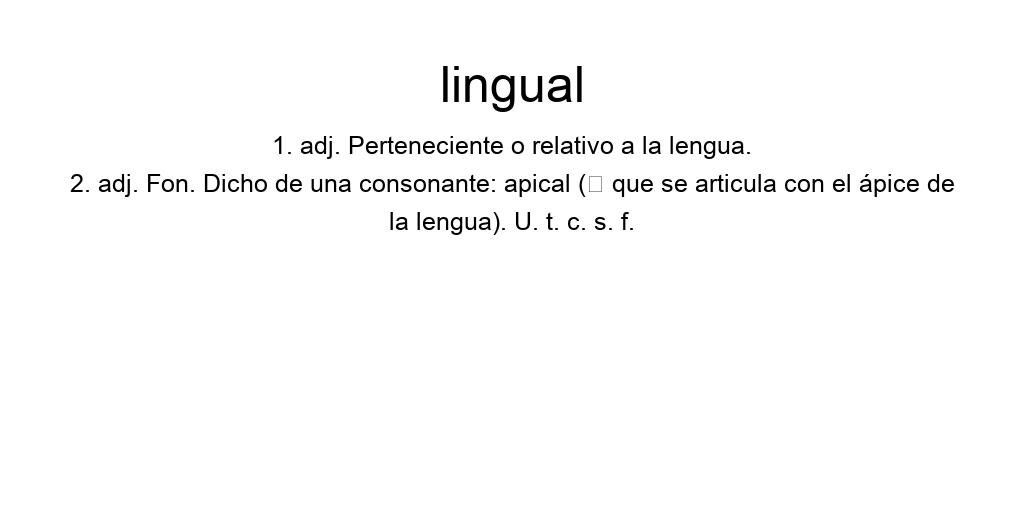 lingual
1. adj. Perteneciente o relativo a la lengua.
2. adj. Fon. Dicho de una consonante: apical (▯ que se articula con el ápice de
la lengua). U. t. c. s. f.